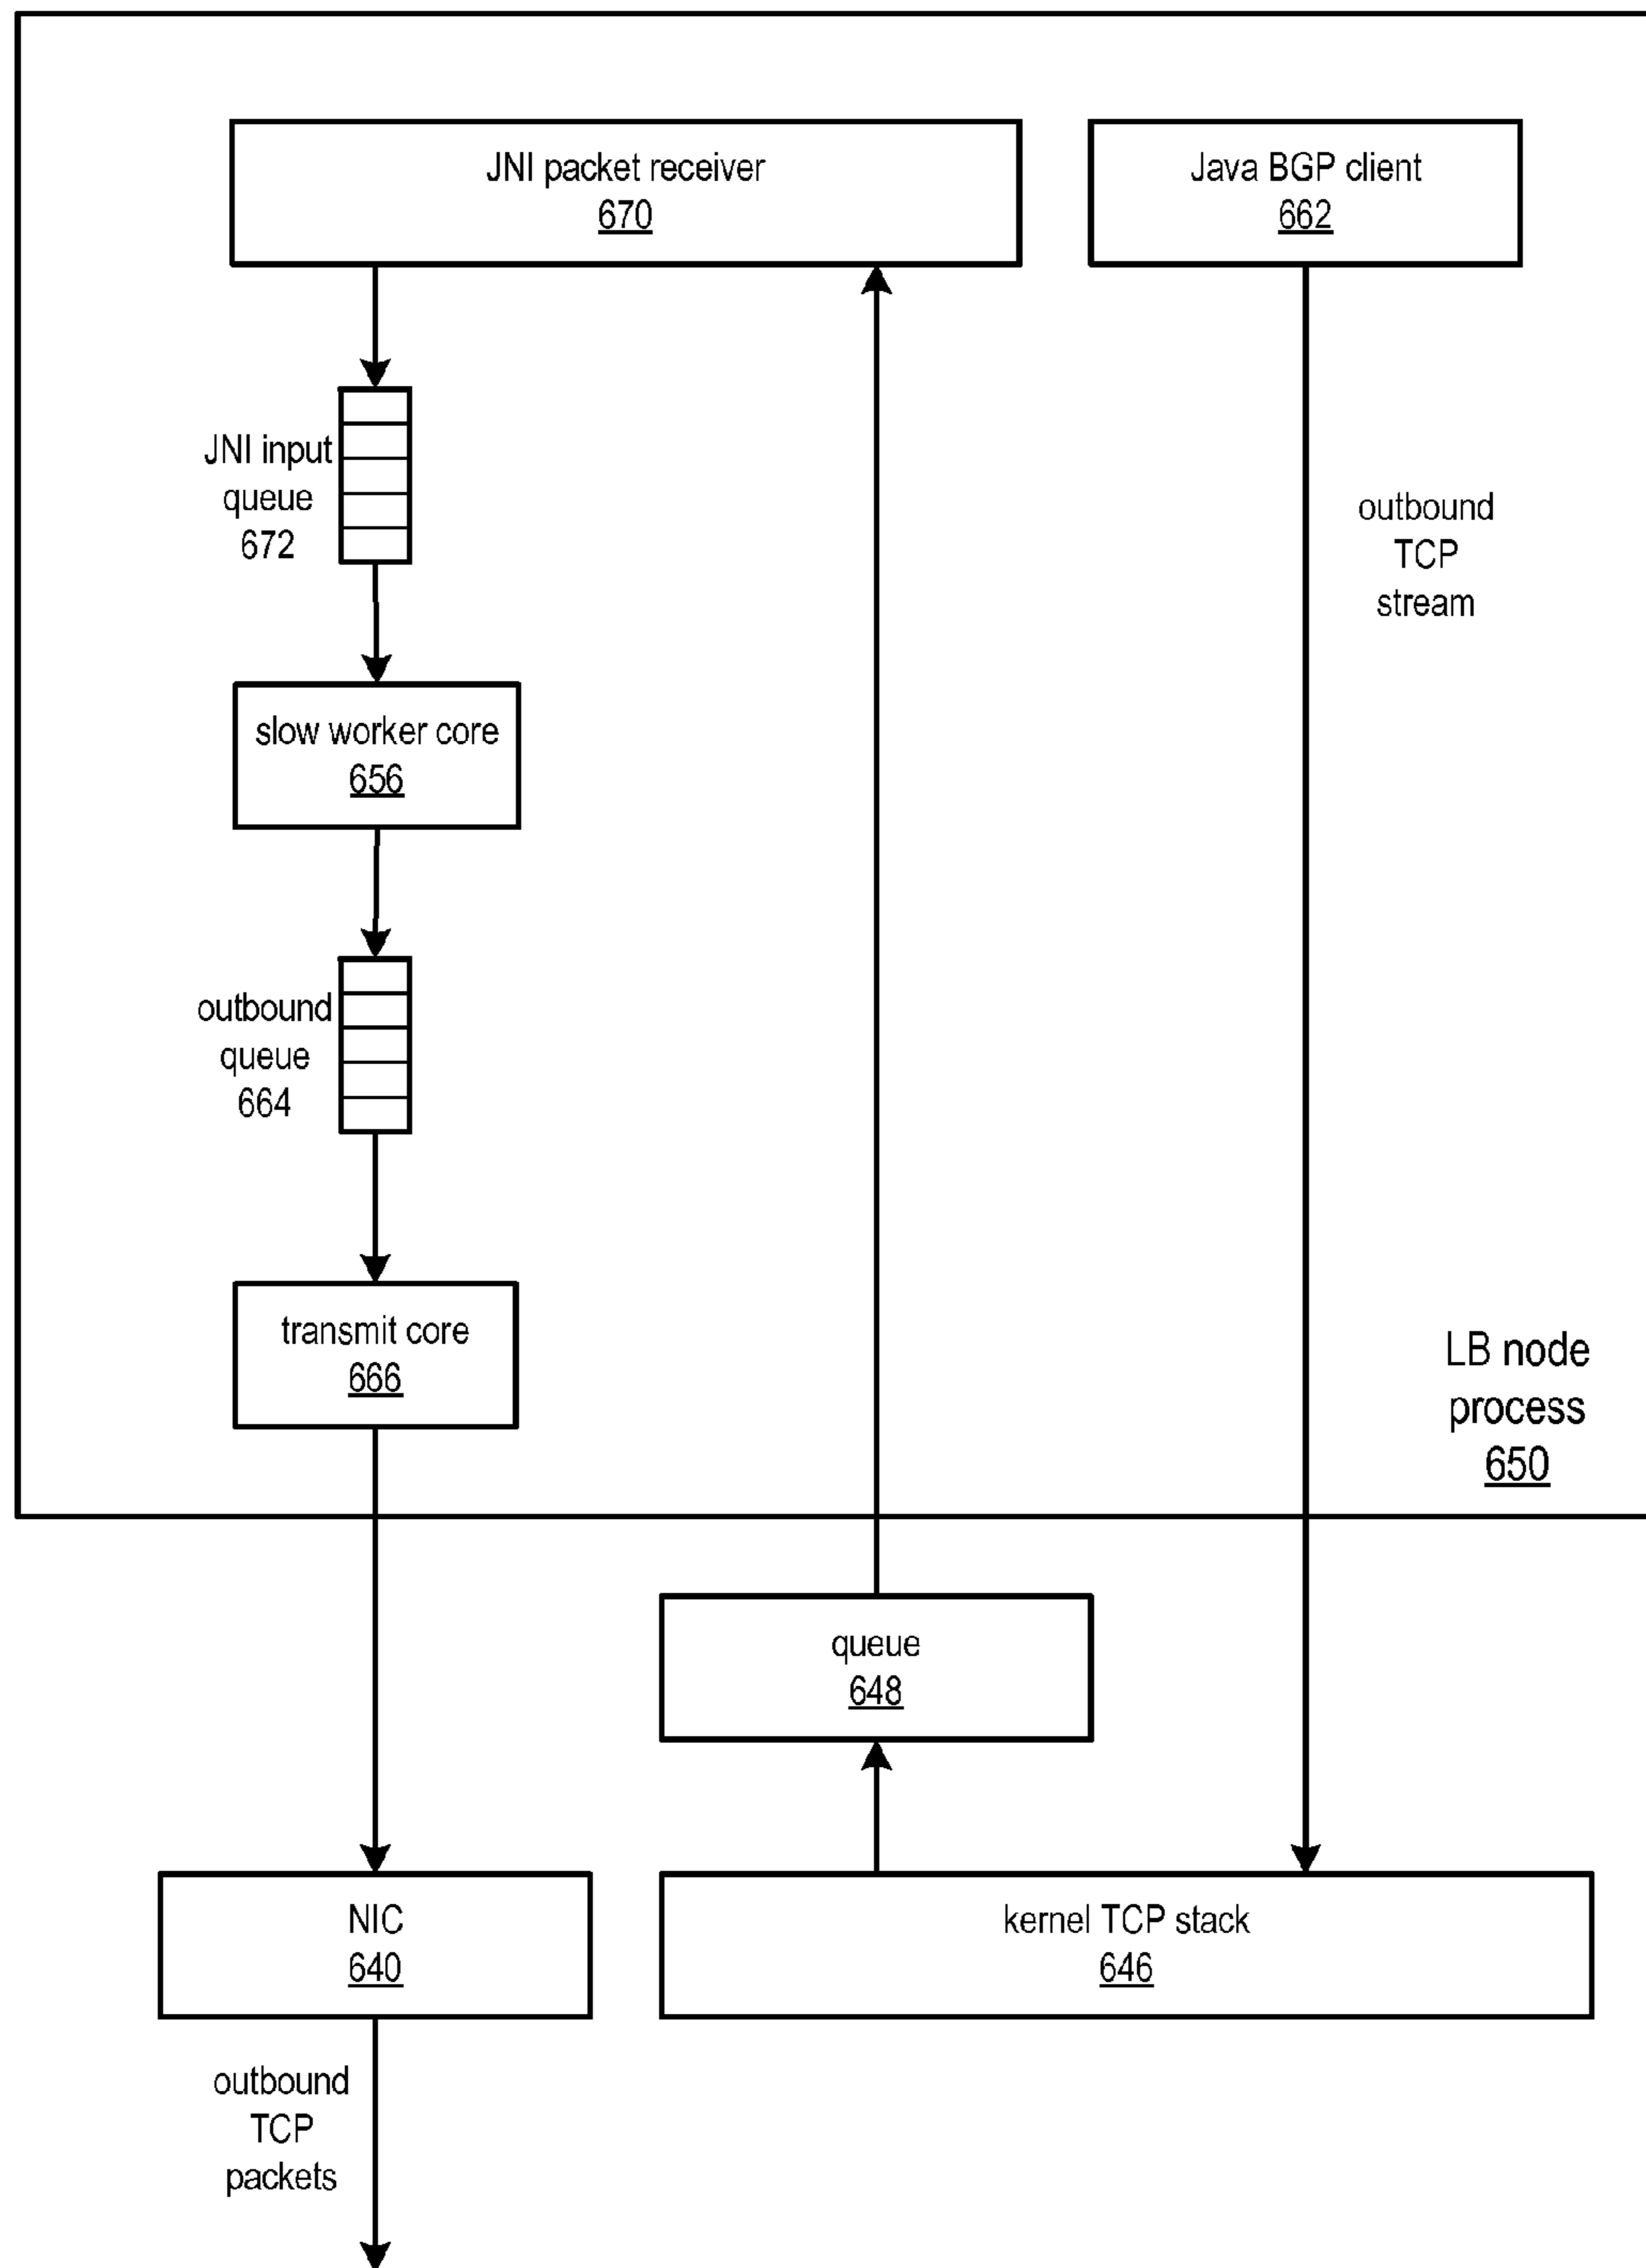 JNI packet receiver
670
Java BGP client
662
JNI input
queue
672
outbound
TCP
stream
slow worker core
656
outbound
queue
664
transmit core
666
LB node
process
650
queue
648
NIC
640
kernel TCP stack
646
outbound
TCP
packets